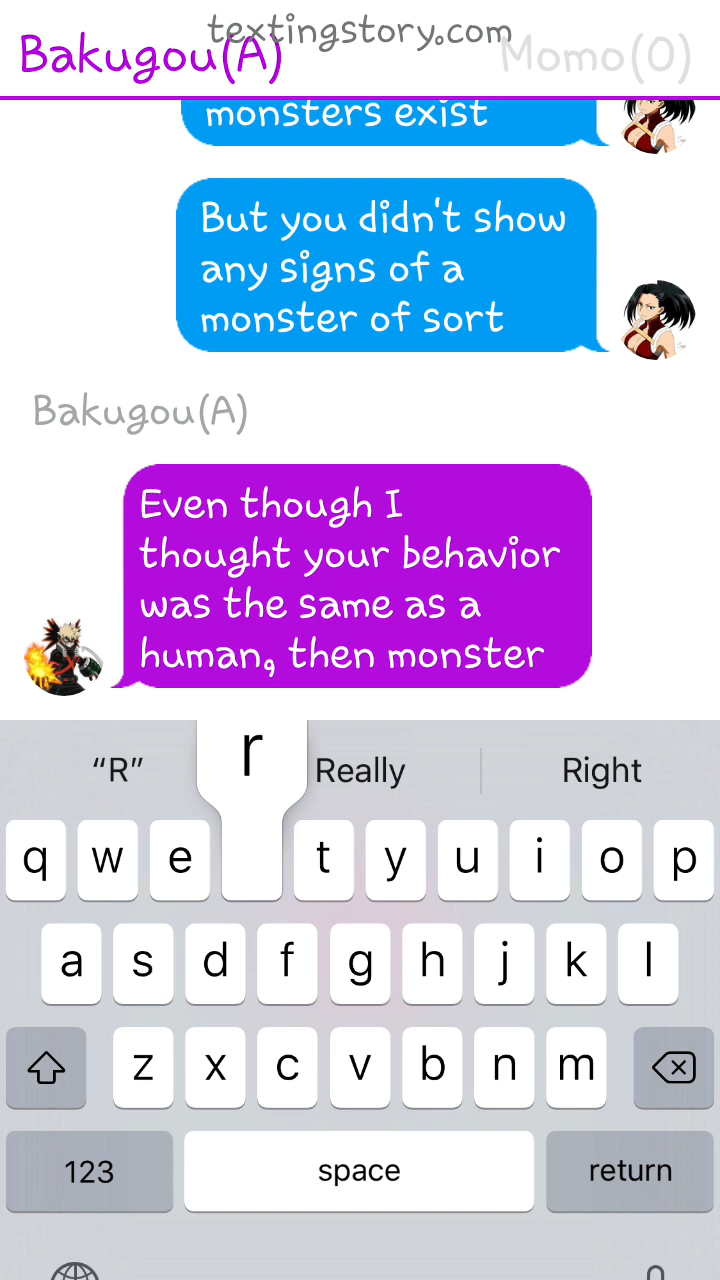 textingstory.com
Bakugou(A)
Momo(O)
monsters exist
But you didn't show
any signs of a
monster of sort
Bakugou(A)
Even though I
thought your behavior
was the same as a
human, then monster
“R”
r
Really
Right
q w e t y u i o p
a s d f g h j k l
z x c v b n m
123
space
return